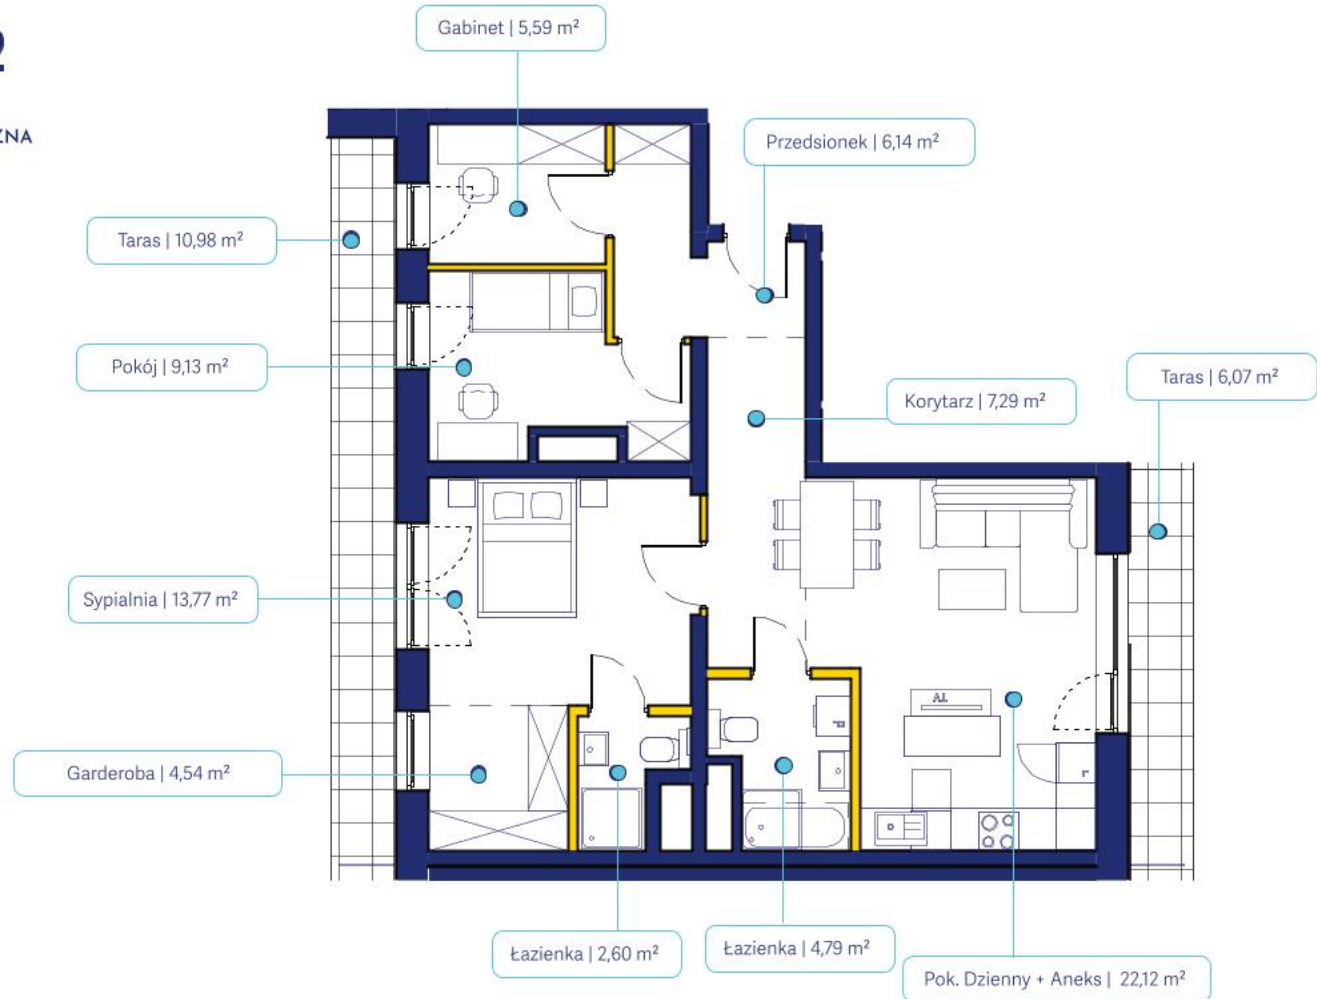 2
ZNA
Gabinet | 5,59 m²
Przedsionek | 6,14 m²
Taras | 10,98 m²
Pokój | 9,13 m²
Taras | 6,07 m²
Korytarz | 7,29 m²
Sypialnia | 13,77 m²
TV
Garderoba | 4,54 m²
Łazienka | 2,60 m²
Łazienka | 4,79 m²
Pok. Dzienny + Aneks | 22,12 m²